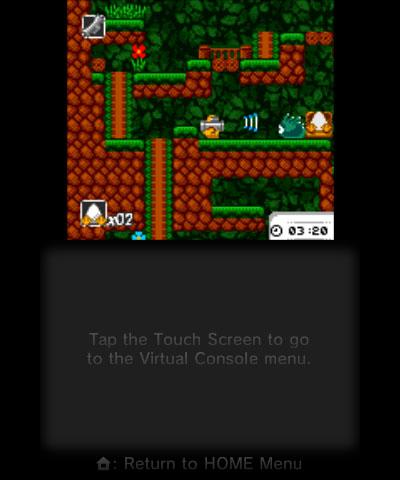 x02
03:20
Tap the Touch Screen to go
to the Virtual Console menu.
: Return to HOME Menu